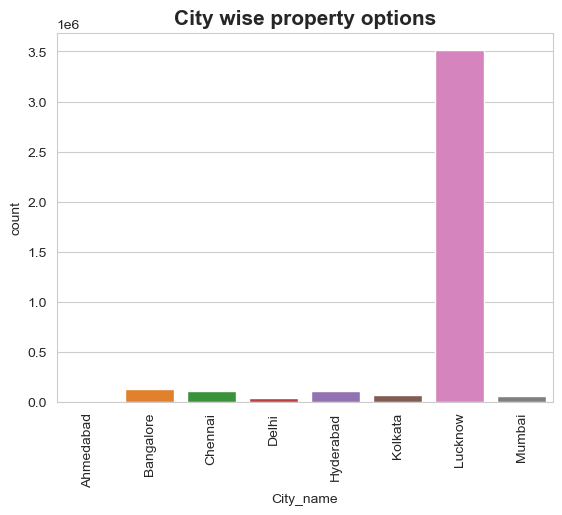 City wise property options
1e6
3.5
3.0
2.5
2.0
1.5
1.0
0.5
0.0
count
Ahmedabad
Bangalore
Chennai
Delhi
Hyderabad
Kolkata
Lucknow
Mumbai
City_name